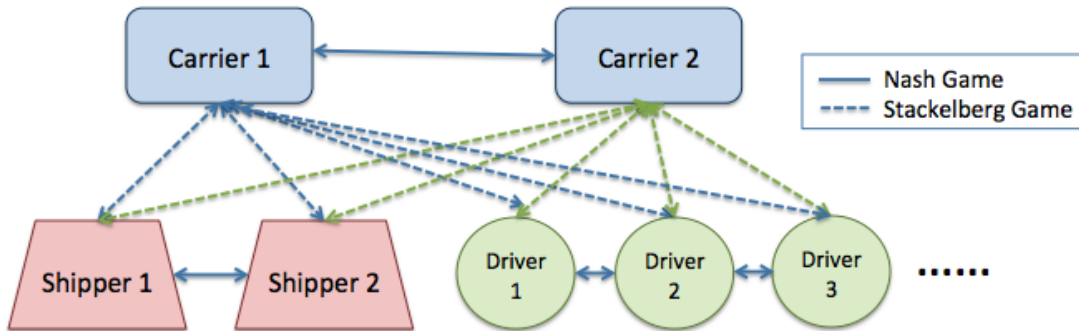 Carrier 1
Carrier 2
Nash Game
Stackelberg Game
Shipper 1
Shipper 2
Driver
1
Driver
2
Driver
3
......